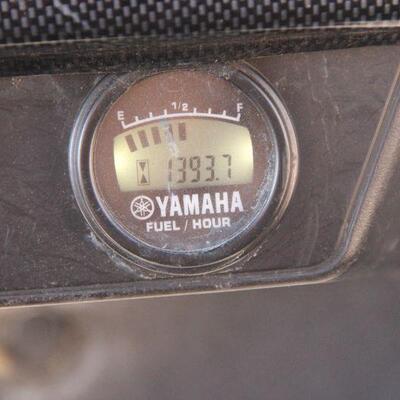 E 1/2 F
1393.7
YAMAHA
FUEL / HOUR